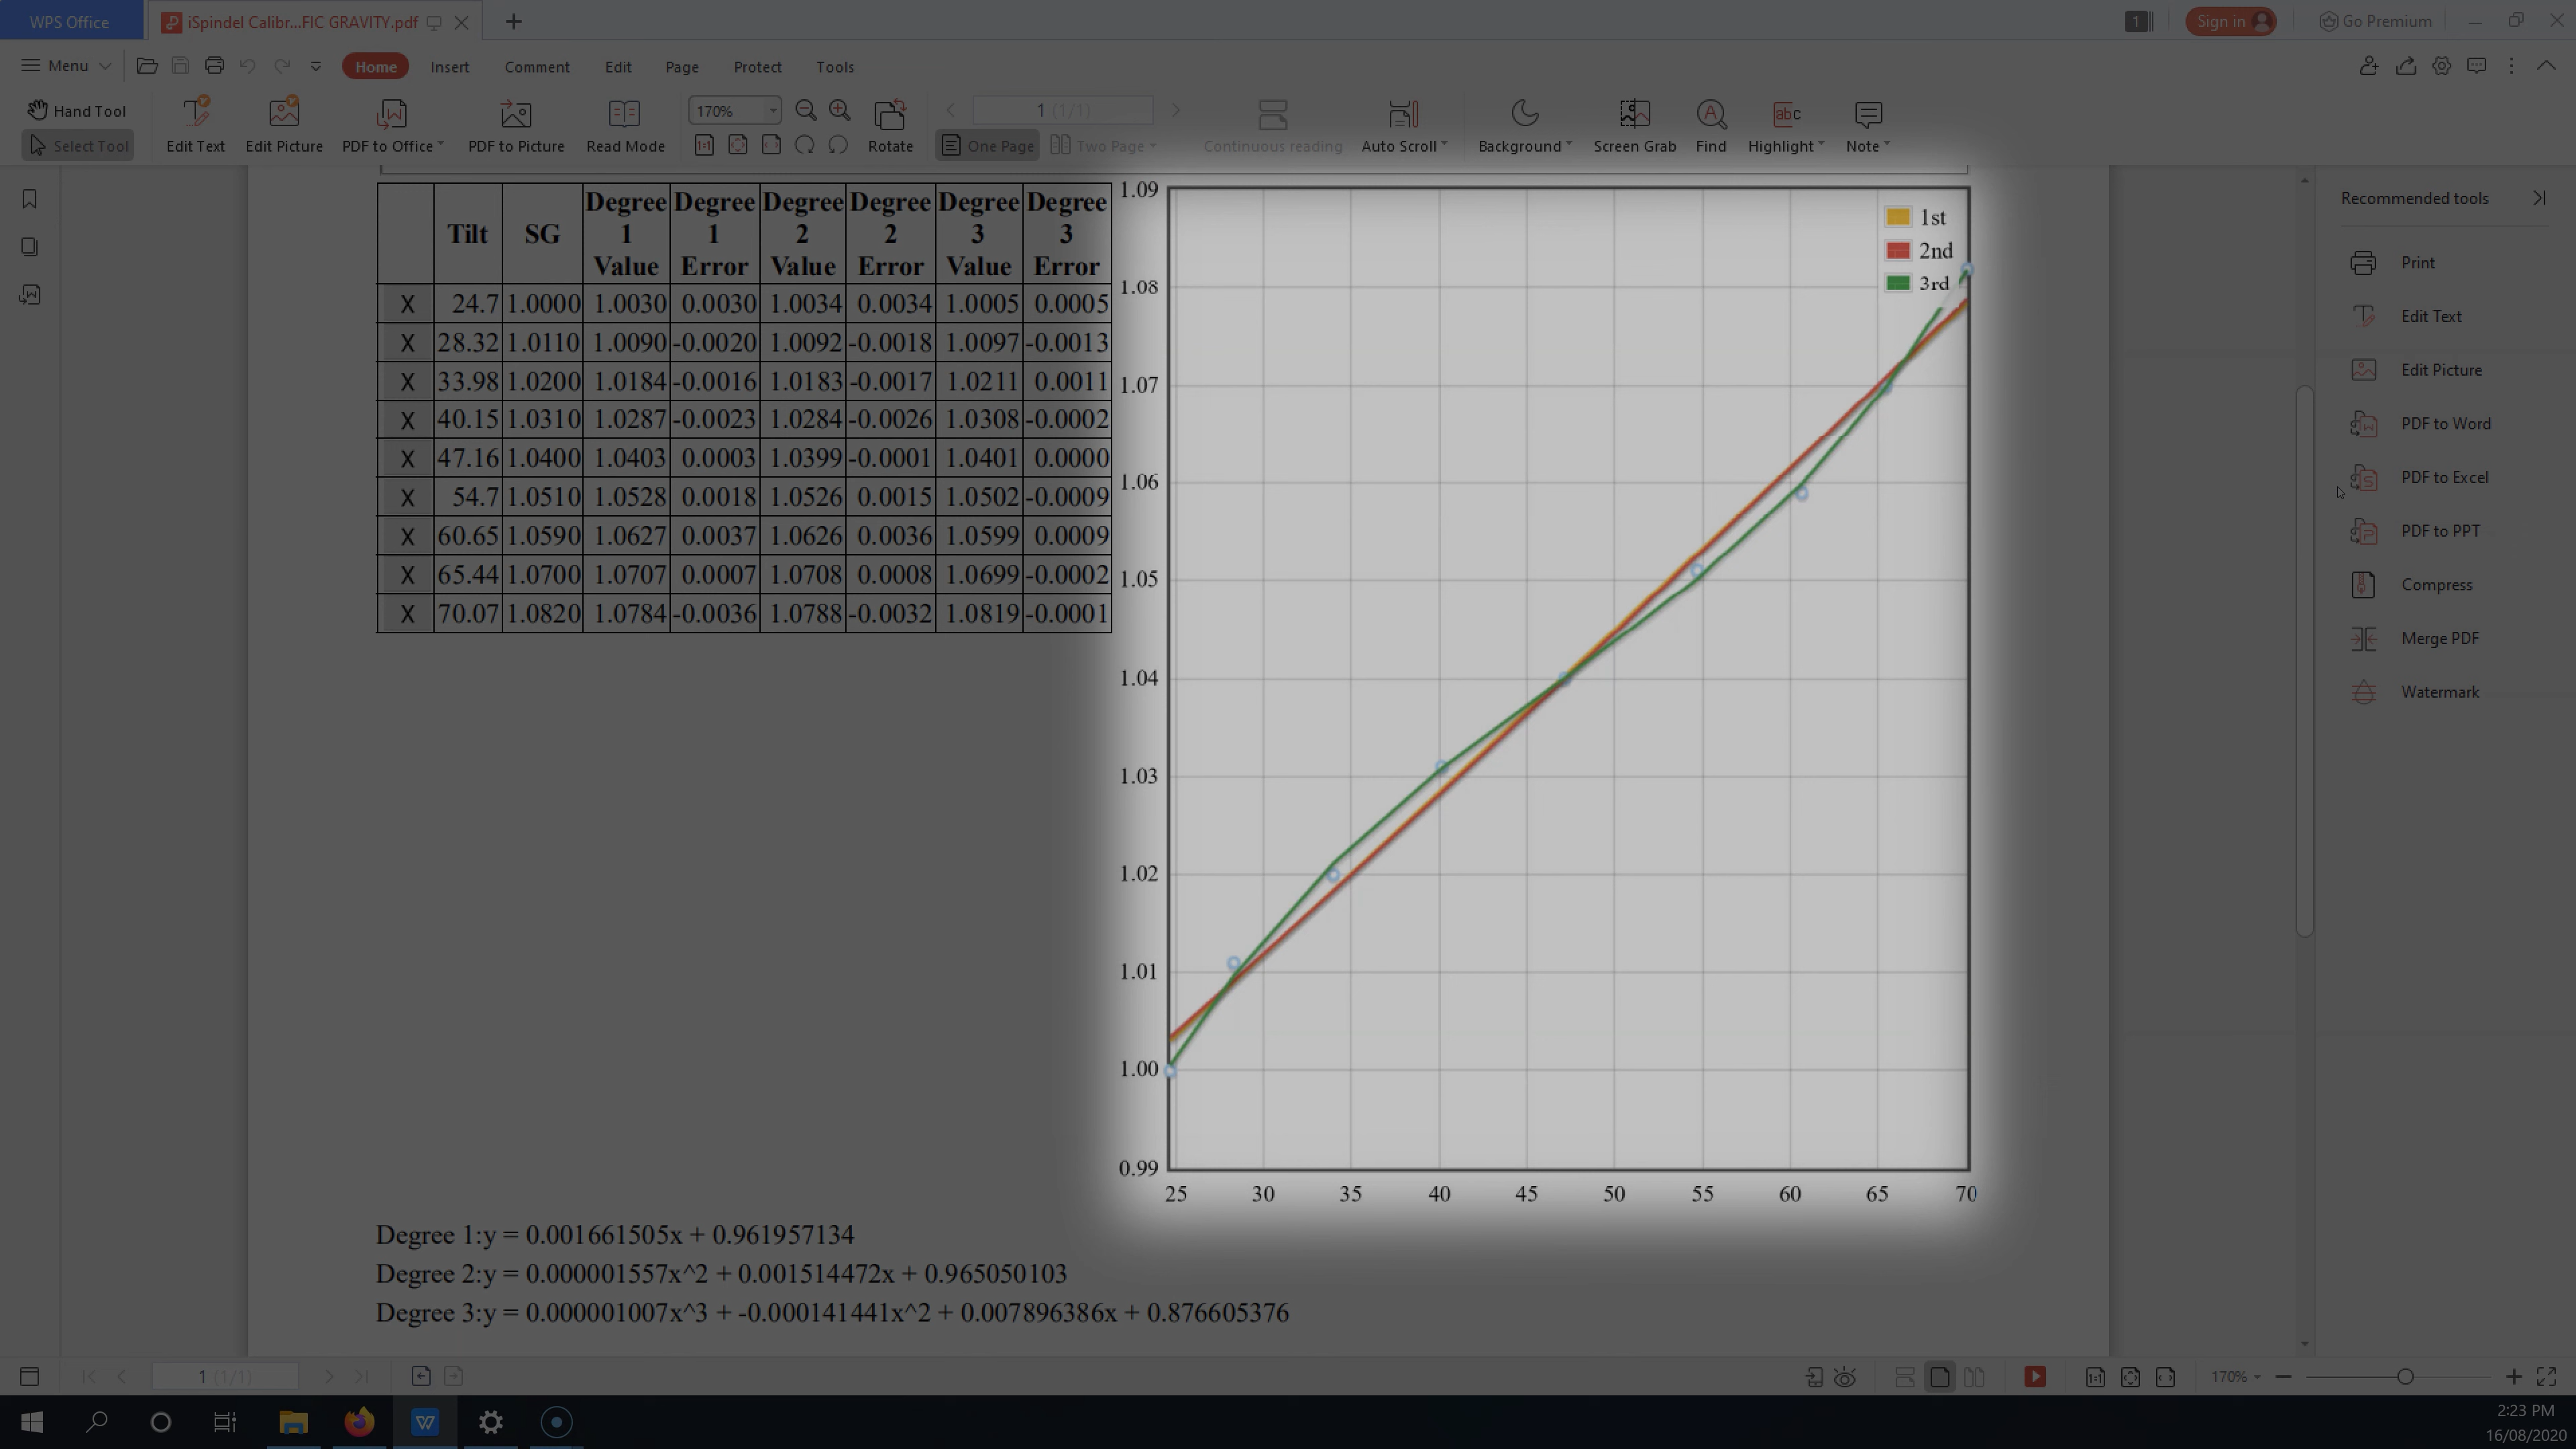 WPS Office
iSpindel Calibr...FIC GRAVITY.pdf
1
Sign in
Go Premium
Menu
Home
Insert
Comment
Edit
Page
Protect
Tools
Hand Tool
Select Tool
Edit Text
Edit Picture
PDF to Office
PDF to Picture
Read Mode
170%
Rotate
1 (1/1)
One Page
Two Page
Continuous reading
Auto Scroll
Background
Screen Grab
Find
Highlight
Note
Tilt SG Degree 1 Value Degree 1 Error Degree 2 Value Degree 2 Error Degree 3 Value Degree 3 Error
X 24.7 1.0000 1.0030 0.0030 1.0034 0.0034 1.0005 0.0005
X 28.32 1.0110 1.0090 -0.0020 1.0092 -0.0018 1.0097 -0.0013
X 33.98 1.0200 1.0184 -0.0016 1.0183 -0.0017 1.0211 0.0011
X 40.15 1.0310 1.0287 -0.0023 1.0284 -0.0026 1.0308 -0.0002
X 47.16 1.0400 1.0403 0.0003 1.0399 -0.0001 1.0401 0.0000
X 54.7 1.0510 1.0528 0.0018 1.0526 0.0015 1.0502 -0.0009
X 60.65 1.0590 1.0627 0.0037 1.0626 0.0036 1.0599 0.0009
X 65.44 1.0700 1.0707 0.0007 1.0708 0.0008 1.0699 -0.0002
X 70.07 1.0820 1.0784 -0.0036 1.0788 -0.0032 1.0819 -0.0001
1.09
1.08
1.07
1.06
1.05
1.04
1.03
1.02
1.01
1.00
0.99
1st
2nd
3rd
25 30 35 40 45 50 55 60 65 70
Degree 1:y = 0.001661505x + 0.961957134
Degree 2:y = 0.000001557x^2 + 0.001514472x + 0.965050103
Degree 3:y = 0.000001007x^3 + -0.000141441x^2 + 0.007896386x + 0.876605376
Recommended tools
Print
Edit Text
Edit Picture
PDF to Word
PDF to Excel
PDF to PPT
Compress
Merge PDF
Watermark
1 (1/1)
170%
2:23 PM
16/08/2020